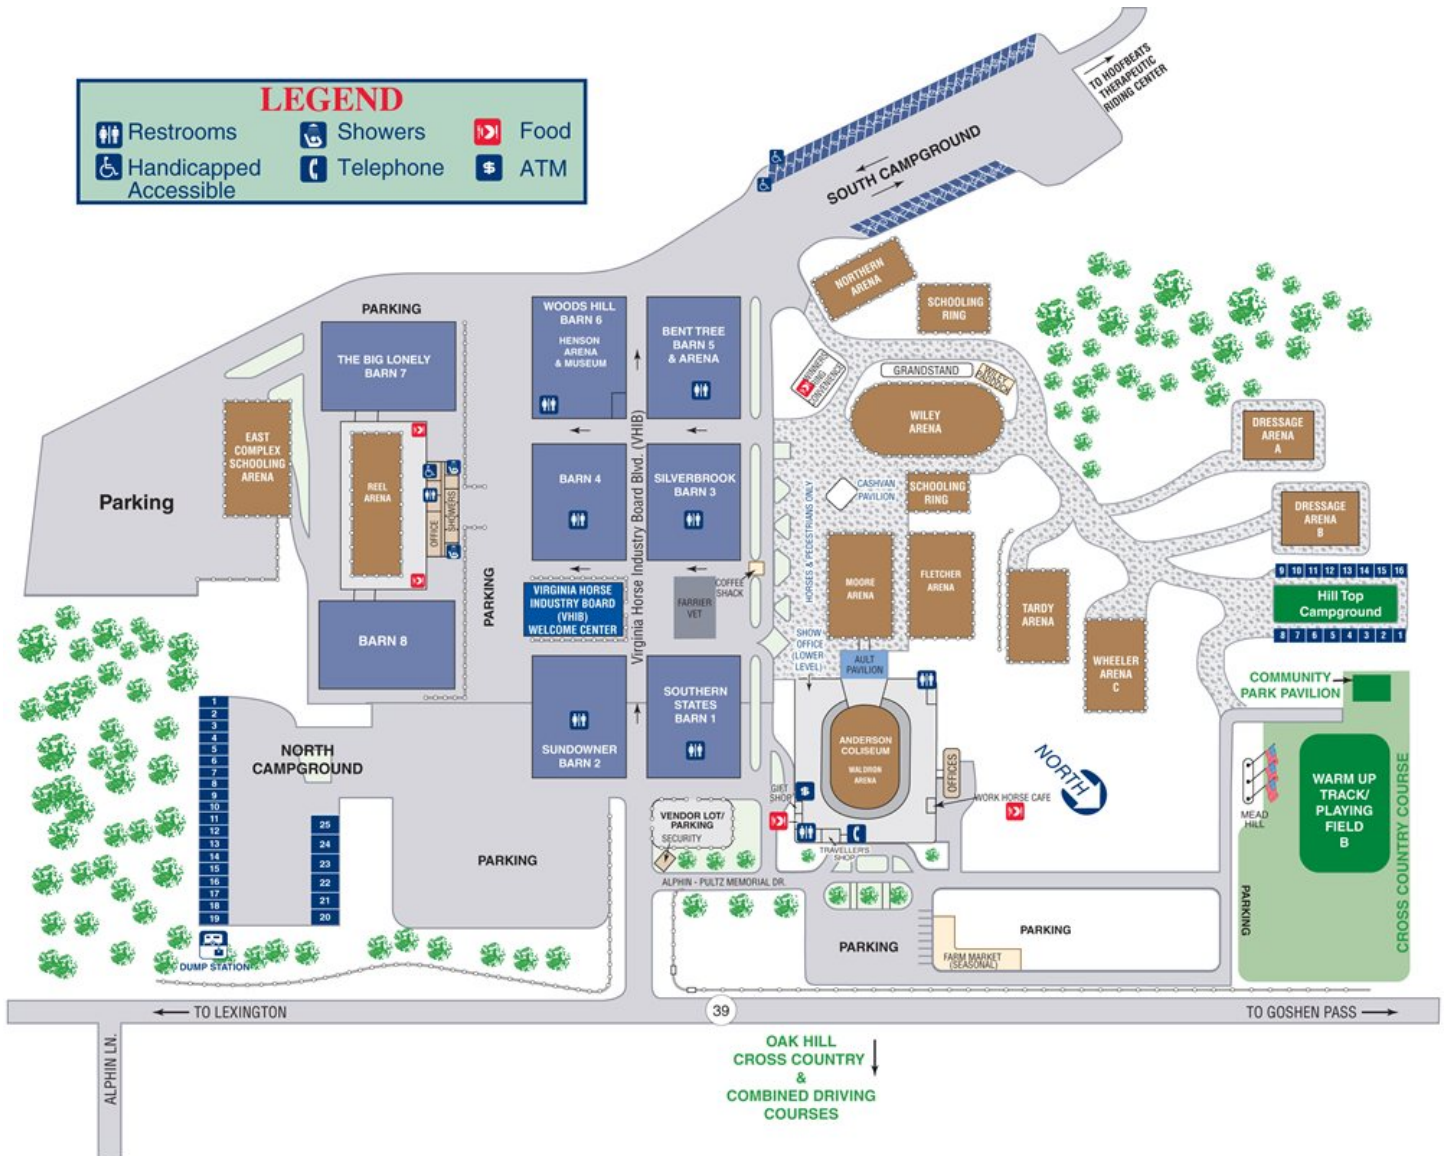 LEGEND
Restrooms
Showers
Food
Handicapped
Accessible
Telephone
ATM
TO HOOFBEATS
THERAPEUTIC
RIDING CENTER
SOUTH CAMPGROUND
NORTHERN
ARENA
SCHOOLING
RING
PARKING
WOODS HILL
BARN 6
HENSON
ARENA
& MUSEUM
BENT TREE
BARN 5
& ARENA
THE BIG LONELY
BARN 7
WINNERS
RING
CONVENIENCE
GRANDSTAND
WILEY
PADDOCK
WILEY
ARENA
DRESSAGE
ARENA
A
EAST
COMPLEX
SCHOOLING
ARENA
REEL
ARENA
OFFICE
SHOWERS
Parking
BARN 4
SILVERBROOK
BARN 3
Virginia Horse Industry Board Blvd. (VHIB)
HORSES & PEDESTRIANS ONLY
CASHVAN
PAVILION
SCHOOLING
RING
DRESSAGE
ARENA
B
PARKING
VIRGINIA HORSE
INDUSTRY BOARD
(VHIB)
WELCOME CENTER
FARRIER
VET
COFFEE
SHACK
MOORE
ARENA
FLETCHER
ARENA
TARDY
ARENA
9 10 11 12 13 14 15 16
Hill Top
Campground
8 7 6 5 4 3 2 1
BARN 8
SHOW
OFFICE
(LOWER
LEVEL)
AULT
PAVILION
WHEELER
ARENA
C
COMMUNITY
PARK PAVILION
SUNDOWNER
BARN 2
SOUTHERN
STATES
BARN 1
ANDERSON
COLISEUM
WALDRON
ARENA
OFFICES
NORTH
NORTH
CAMPGROUND
1
2
3
4
5
6
7
8
9
10
11
12
13
14
15
16
17
18
19
25
24
23
22
21
20
DUMP STATION
PARKING
GIFT
SHOP
WORK HORSE CAFE
VENDOR LOT/
PARKING
SECURITY
TRAVELLER'S
SHOP
ALPHIN - PULTZ MEMORIAL DR.
MEAD
HILL
WARM UP
TRACK/
PLAYING
FIELD
B
CROSS COUNTRY COURSE
PARKING
PARKING
PARKING
FARM MARKET
(SEASONAL)
TO LEXINGTON
39
TO GOSHEN PASS
ALPHIN LN.
OAK HILL
CROSS COUNTRY
&
COMBINED DRIVING
COURSES